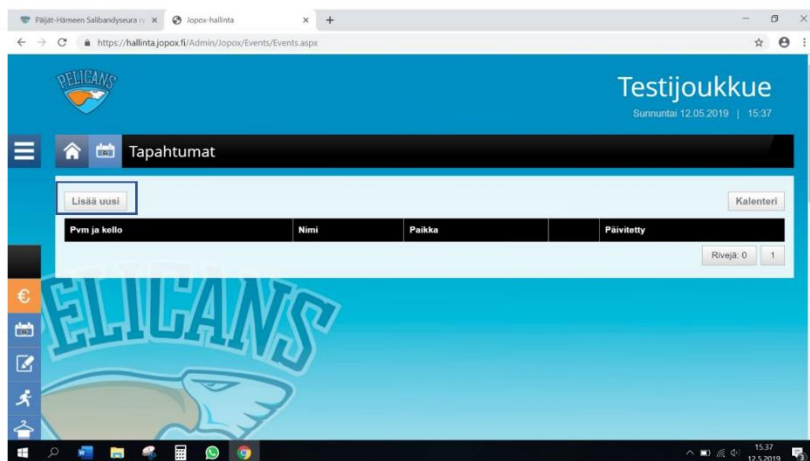 Päijät-Hämeen Salibandyseura ry
Jopox-hallinta
https://hallinta.jopox.fi/Admin/Jopox/Events/Events.aspx
PELICANS
Testijoukkue
Sunnuntai 12.05.2019 | 15:37
Tapahtumat
Lisää uusi
Kalenteri
Pvm ja kello Nimi Paikka Päivitetty
Rivejä: 0 1
€
PELICANS
15.37
12.5.2019